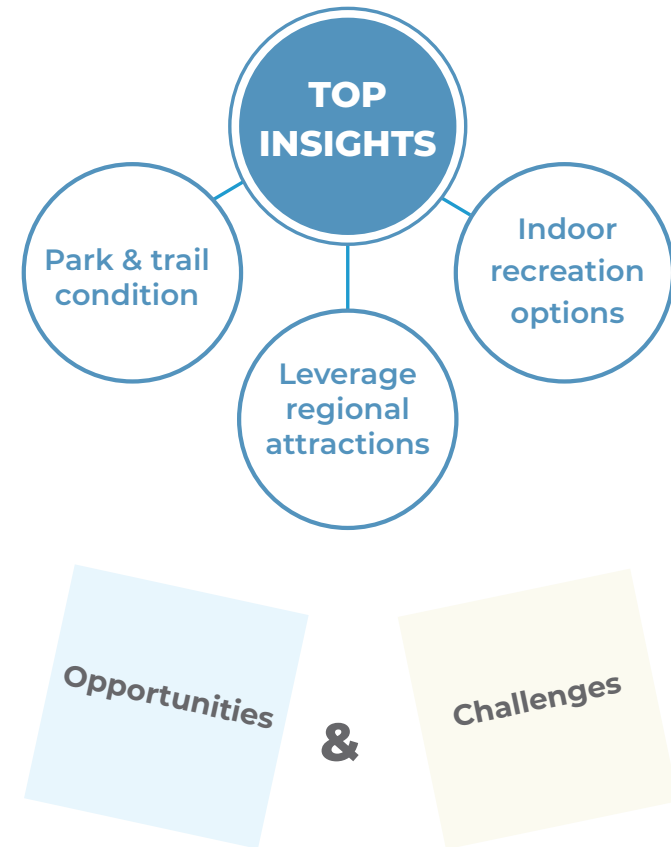 TOP
INSIGHTS
Park & trail
condition
Indoor
recreation
options
Leverage
regional
attractions
Opportunities
&
Challenges